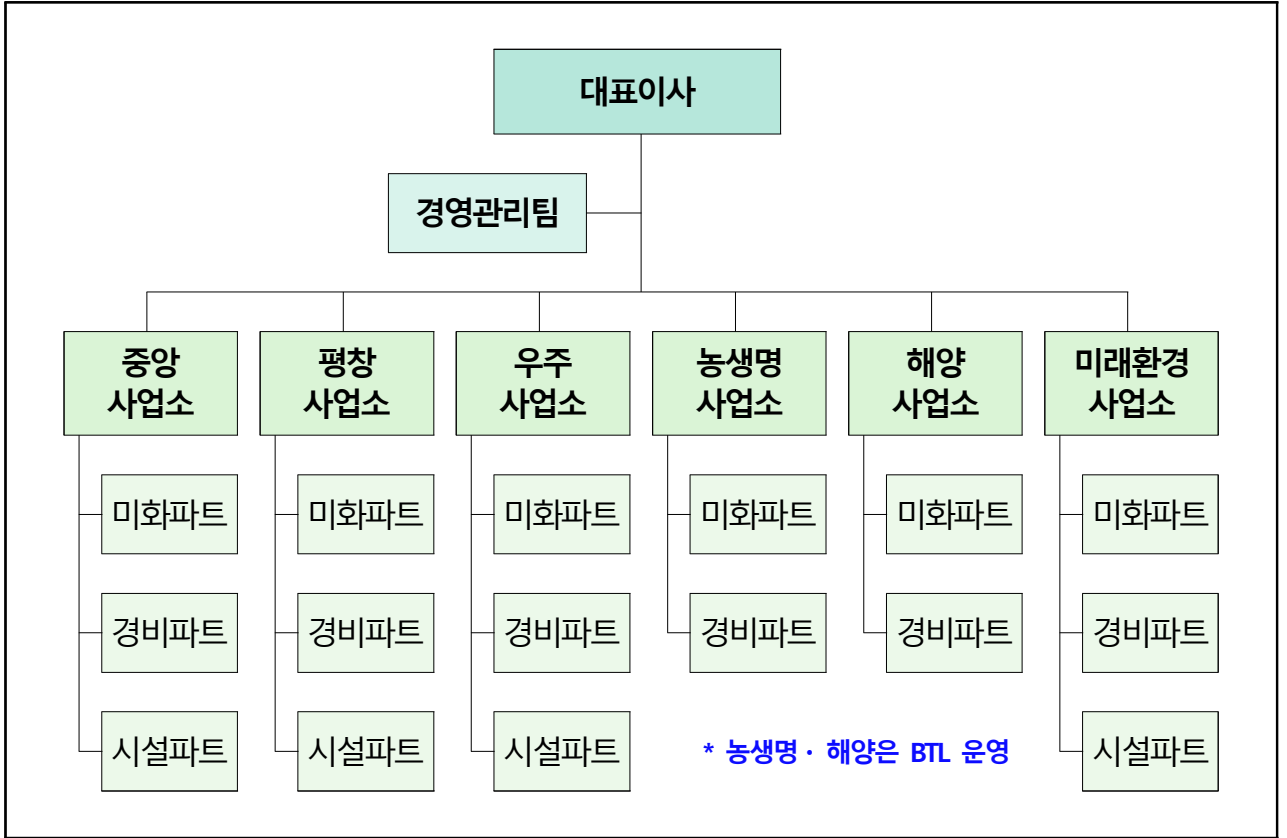 대표이사
경영관리팀
중앙
사업소
평창
사업소
우주
사업소
농생명
사업소
해양
사업소
미래환경
사업소
미화파트
미화파트
미화파트
미화파트
미화파트
미화파트
경비파트
경비파트
경비파트
경비파트
경비파트
경비파트
시설파트
시설파트
시설파트
* 농생명 · 해양은 BTL 운영
시설파트